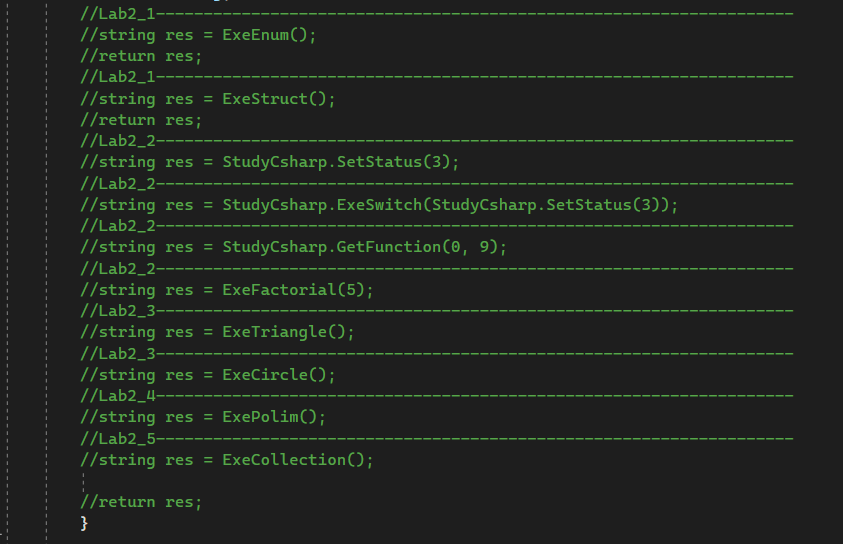 //Lab2_1-------------------------------------------------------------------
//string res = ExeEnum();
//return res;
//Lab2_1-------------------------------------------------------------------
//string res = ExeStruct();
//return res;
//Lab2_2-------------------------------------------------------------------
//string res = StudyCsharp.SetStatus(3);
//Lab2_2-------------------------------------------------------------------
//string res = StudyCsharp.ExeSwitch(StudyCsharp.SetStatus(3));
//Lab2_2-------------------------------------------------------------------
//string res = StudyCsharp.GetFunction(0, 9);
//Lab2_2-------------------------------------------------------------------
//string res = ExeFactorial(5);
//Lab2_3-------------------------------------------------------------------
//string res = ExeTriangle();
//Lab2_3-------------------------------------------------------------------
//string res = ExeCircle();
//Lab2_4-------------------------------------------------------------------
//string res = ExePolim();
//Lab2_5-------------------------------------------------------------------
//string res = ExeCollection();
//return res;
}